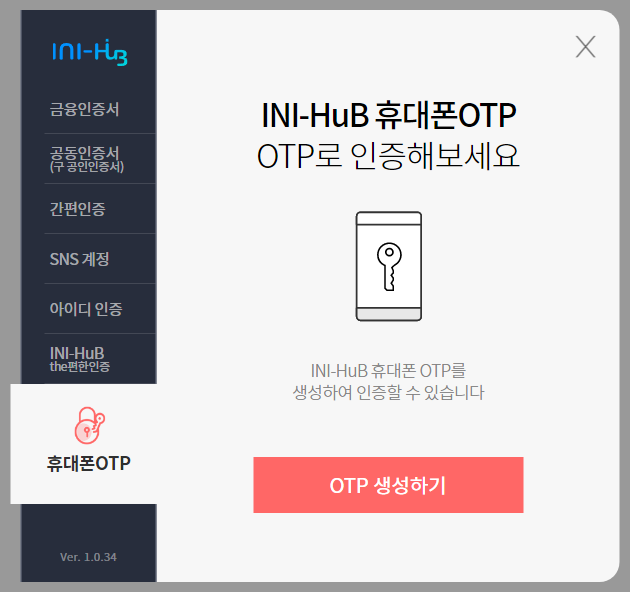 INI-HuB
금융인증서
공동인증서
(구 공인인증서)
간편인증
SNS 계정
아이디 인증
INI-HuB
the편한인증
휴대폰OTP
Ver. 1.0.34
X
INI-HuB 휴대폰OTP
OTP로 인증해보세요
INI-HuB 휴대폰 OTP를
생성하여 인증할 수 있습니다
OTP 생성하기